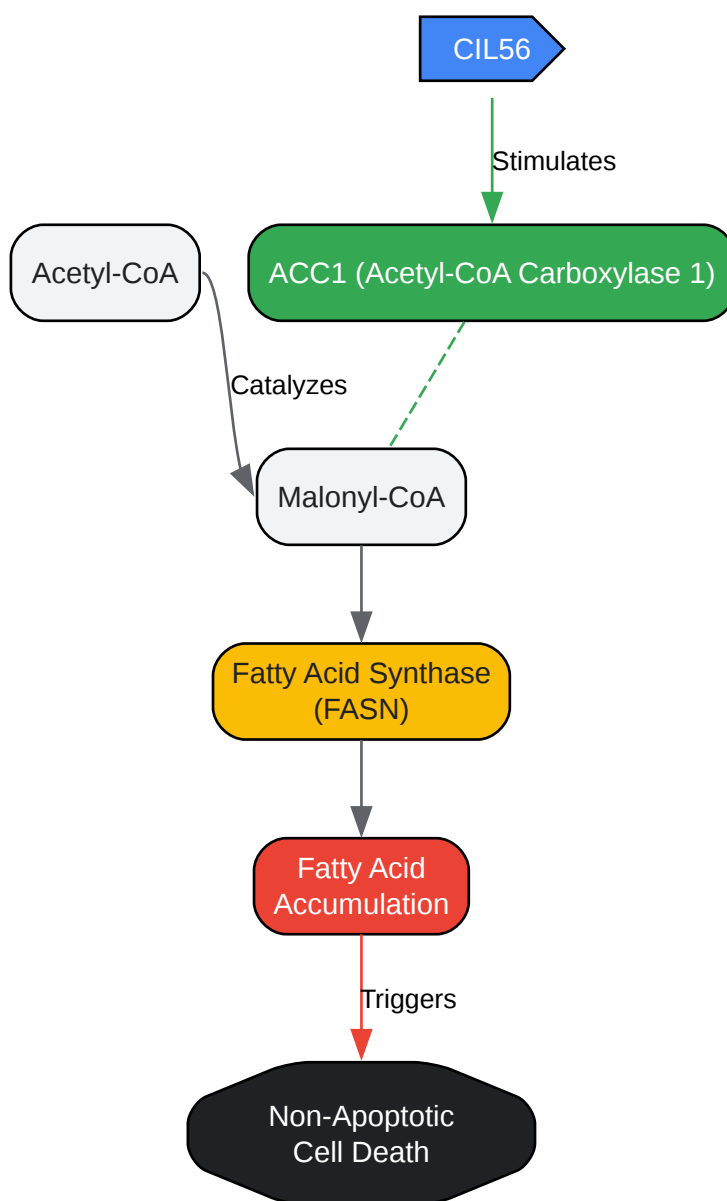 CIL56
Stimulates
Acetyl-CoA
ACC1 (Acetyl-CoA Carboxylase 1)
Catalyzes
Malonyl-CoA
Fatty Acid Synthase
(FASN)
Fatty Acid
Accumulation
Triggers
Non-Apoptotic
Cell Death